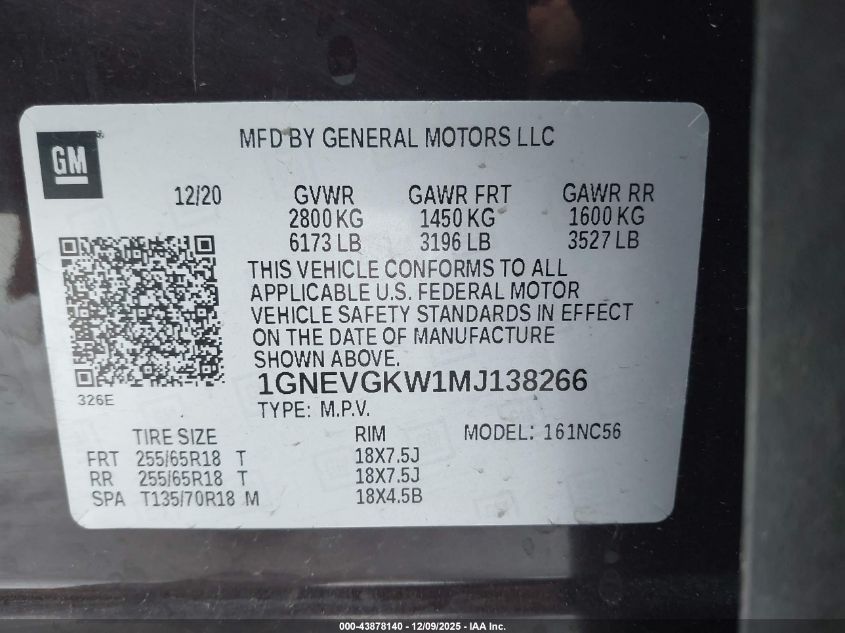 MFD BY GENERAL MOTORS LLC
GM
12/20 GVWR GAWR FRT GAWR RR
2800 KG 1450 KG 1600 KG
6173 LB 3196 LB 3527 LB
THIS VEHICLE CONFORMS TO ALL
APPLICABLE U.S. FEDERAL MOTOR
VEHICLE SAFETY STANDARDS IN EFFECT
ON THE DATE OF MANUFACTURE
SHOWN ABOVE.
1GNEVGKW1MJ138266
326E
TYPE: M.P.V.
TIRE SIZE RIM MODEL: 161NC56
FRT 255/65R18 T 18X7.5J
RR 255/65R18 T 18X7.5J
SPA T135/70R18 M 18X4.5B
000-43878140 - 12/09/2025 - IAA Inc.